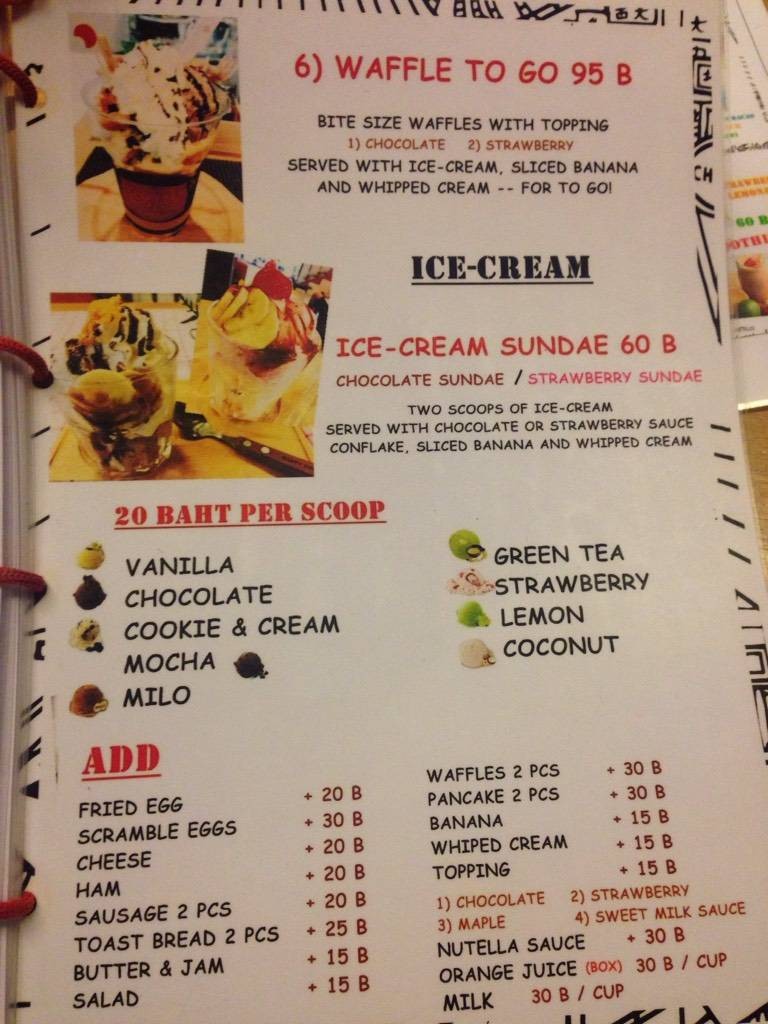 6) WAFFLE TO GO 95 B
BITE SIZE WAFFLES WITH TOPPING
1) CHOCOLATE 2) STRAWBERRY
SERVED WITH ICE-CREAM, SLICED BANANA
AND WHIPPED CREAM -- FOR TO GO!
ICE-CREAM
ICE-CREAM SUNDAE 60 B
CHOCOLATE SUNDAE / STRAWBERRY SUNDAE
TWO SCOOPS OF ICE-CREAM
SERVED WITH CHOCOLATE OR STRAWBERRY SAUCE
CONFLAKE, SLICED BANANA AND WHIPPED CREAM
20 BAHT PER SCOOP
VANILLA
CHOCOLATE
COOKIE & CREAM
MOCHA
MILO
GREEN TEA
STRAWBERRY
LEMON
COCONUT
ADD
FRIED EGG + 20 B
SCRAMBLE EGGS + 30 B
CHEESE + 20 B
HAM + 20 B
SAUSAGE 2 PCS + 20 B
TOAST BREAD 2 PCS + 25 B
BUTTER & JAM + 15 B
SALAD + 15 B
WAFFLES 2 PCS + 30 B
PANCAKE 2 PCS + 30 B
BANANA + 15 B
WHIPED CREAM + 15 B
TOPPING + 15 B
1) CHOCOLATE 2) STRAWBERRY
3) MAPLE 4) SWEET MILK SAUCE
NUTELLA SAUCE + 30 B
ORANGE JUICE (BOX) 30 B / CUP
MILK 30 B / CUP
60 B